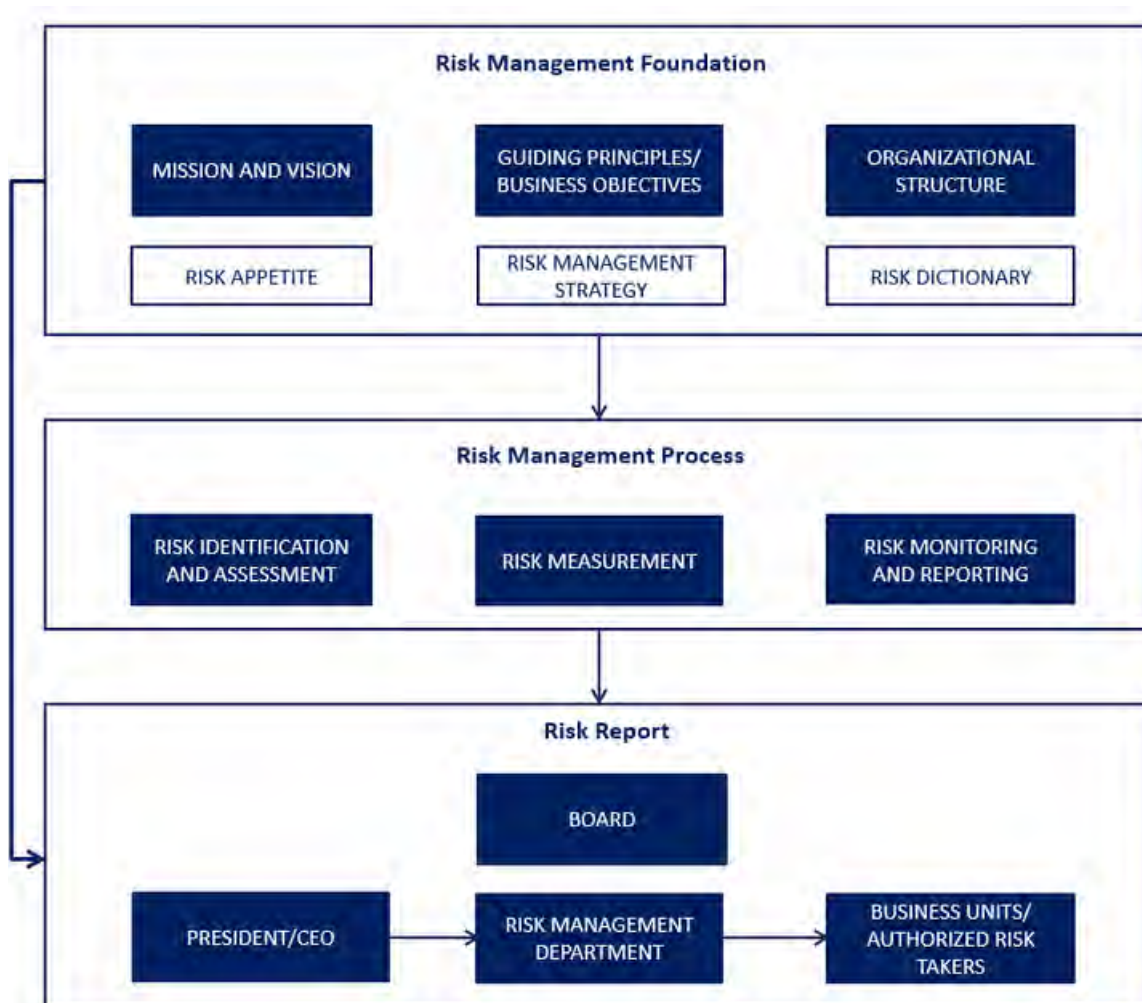 Risk Management Foundation
MISSION AND VISION
GUIDING PRINCIPLES/
BUSINESS OBJECTIVES
ORGANIZATIONAL
STRUCTURE
RISK APPETITE
RISK MANAGEMENT
STRATEGY
RISK DICTIONARY
Risk Management Process
RISK IDENTIFICATION
AND ASSESSMENT
RISK MEASUREMENT
RISK MONITORING
AND REPORTING
Risk Report
BOARD
PRESIDENT/CEO
RISK MANAGEMENT
DEPARTMENT
BUSINESS UNITS/
AUTHORIZED RISK
TAKERS